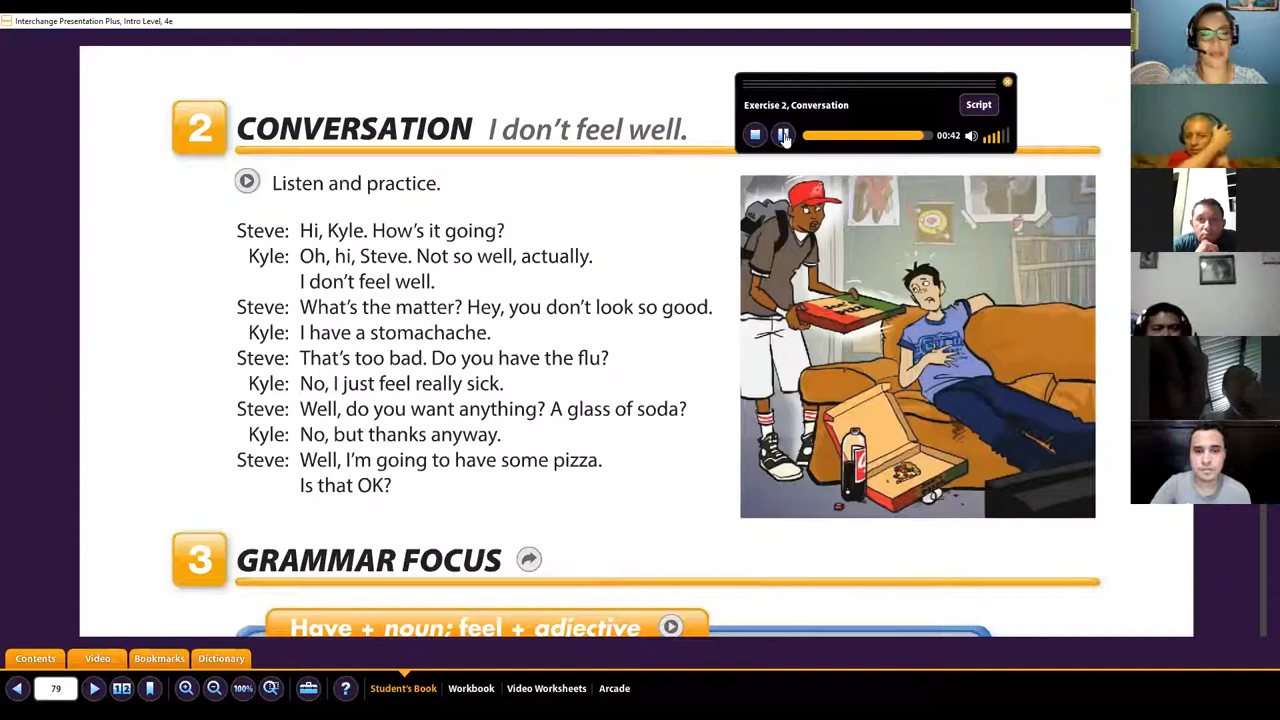 Interchange Presentation Plus, Intro Level, 4e
2 CONVERSATION I don't feel well.
Exercise 2, Conversation
Script
00:42
Listen and practice.
Steve: Hi, Kyle. How's it going?
Kyle: Oh, hi, Steve. Not so well, actually.
I don't feel well.
Steve: What's the matter? Hey, you don't look so good.
Kyle: I have a stomachache.
Steve: That's too bad. Do you have the flu?
Kyle: No, I just feel really sick.
Steve: Well, do you want anything? A glass of soda?
Kyle: No, but thanks anyway.
Steve: Well, I'm going to have some pizza.
Is that OK?
3 GRAMMAR FOCUS
Have + noun; feel + adjective
Contents Video Bookmarks Dictionary
79 12 100% ? Student's Book Workbook Video Worksheets Arcade